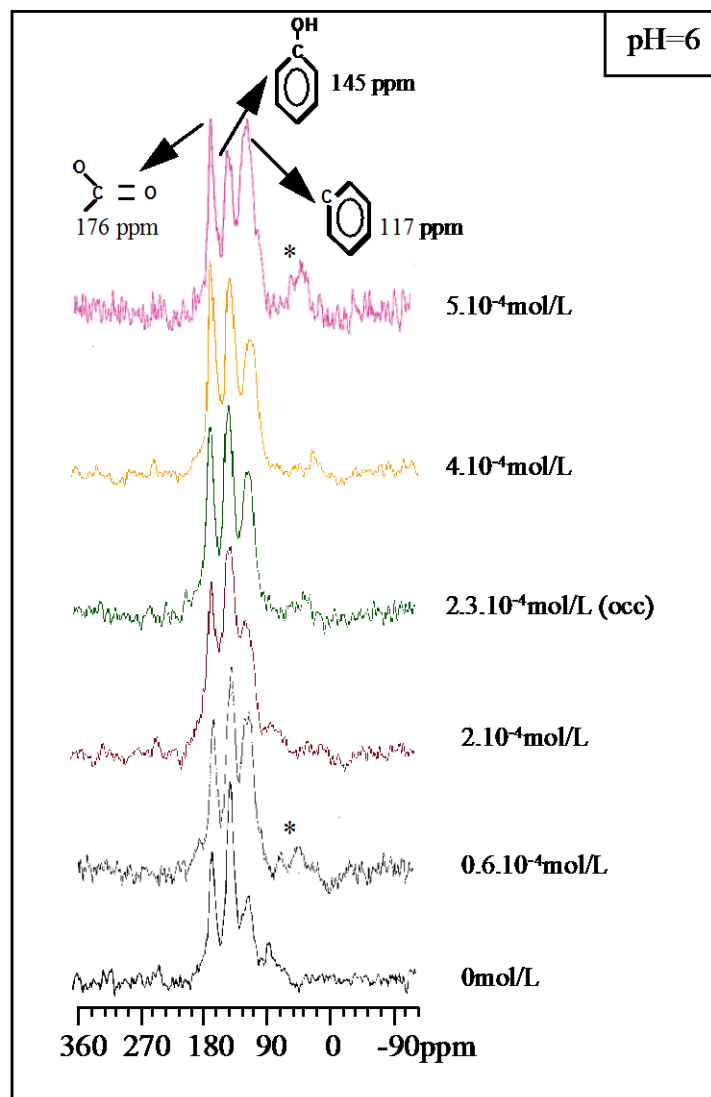 pH=6
OH
C
145 ppm
O
C
O
176 ppm
C
117 ppm
*
5.10-4mol/L
4.10-4mol/L
2.3.10-4mol/L (occ)
2.10-4mol/L
*
0.6.10-4mol/L
0mol/L
360 270 180 90 0 -90ppm